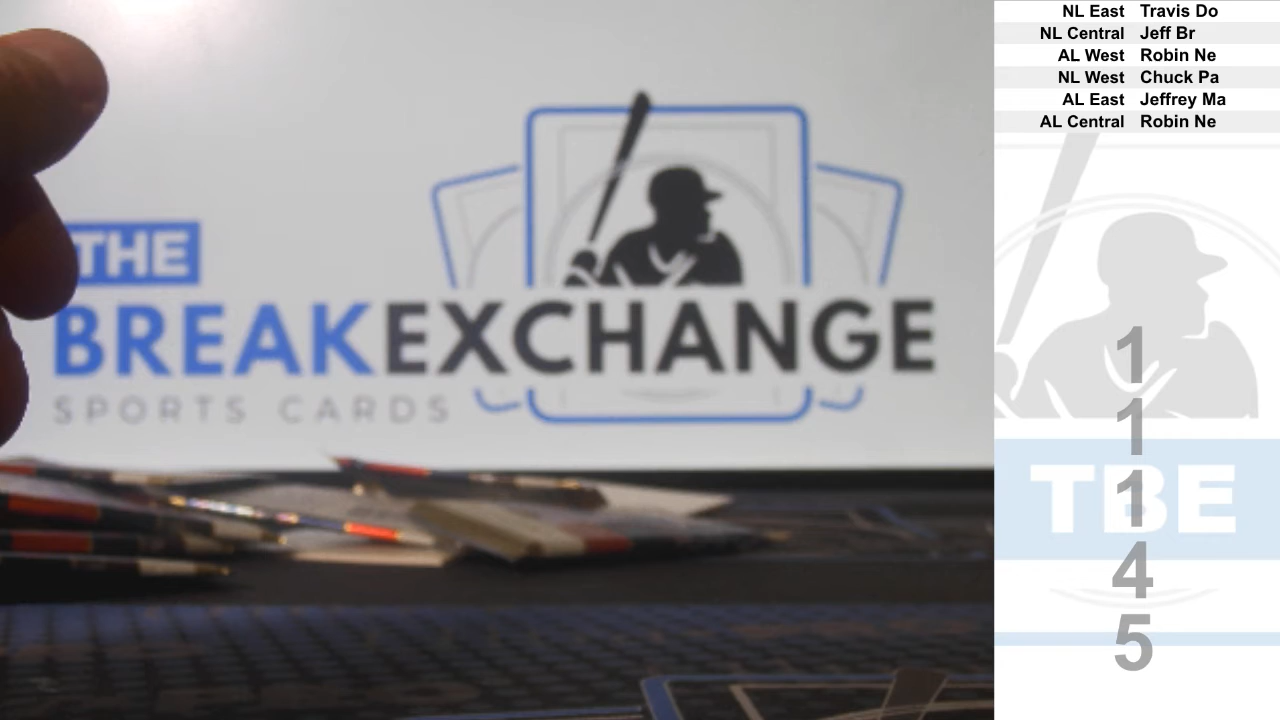 THE
BREAKEXCHANGE
SPORTS CARDS
NL East Travis Do
NL Central Jeff Br
AL West Robin Ne
NL West Chuck Pa
AL East Jeffrey Ma
AL Central Robin Ne
TBE
1
1
1
4
5